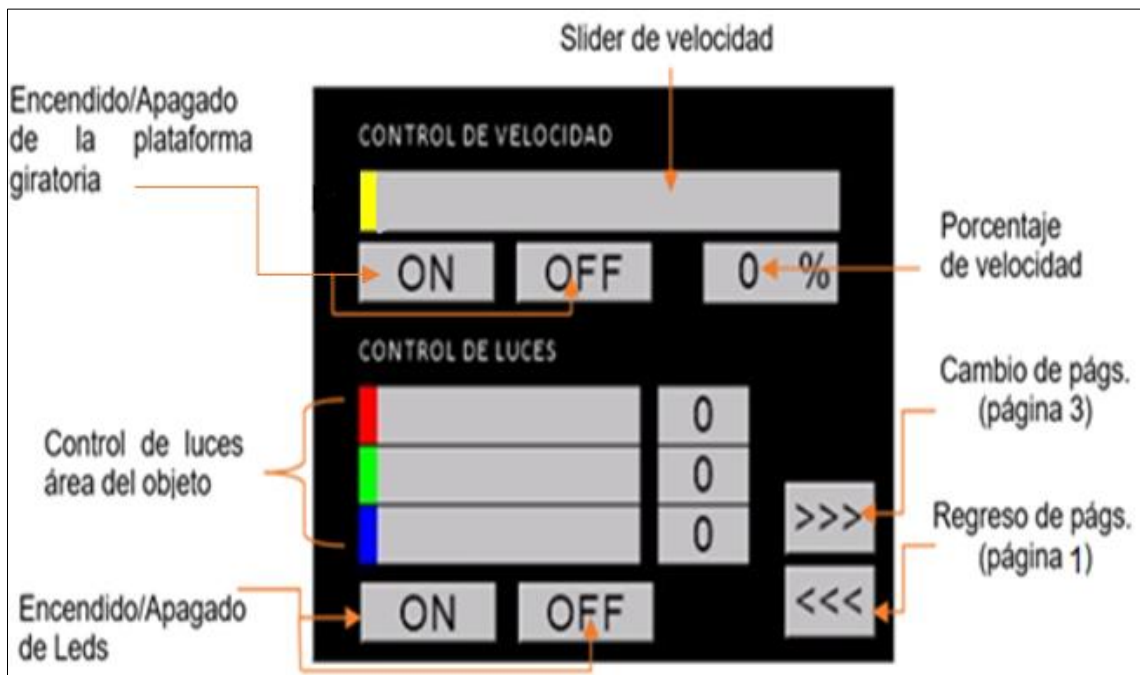 Slider de velocidad
Encendido/Apagado
de la plataforma
giratoria
CONTROL DE VELOCIDAD
ON OFF 0 %
Porcentaje
de velocidad
CONTROL DE LUCES
Control de luces
área del objeto
0
0
0
Cambio de págs.
(página 3)
>>>
Regreso de págs.
(página 1)
<<<
Encendido/Apagado
de Leds
ON OFF